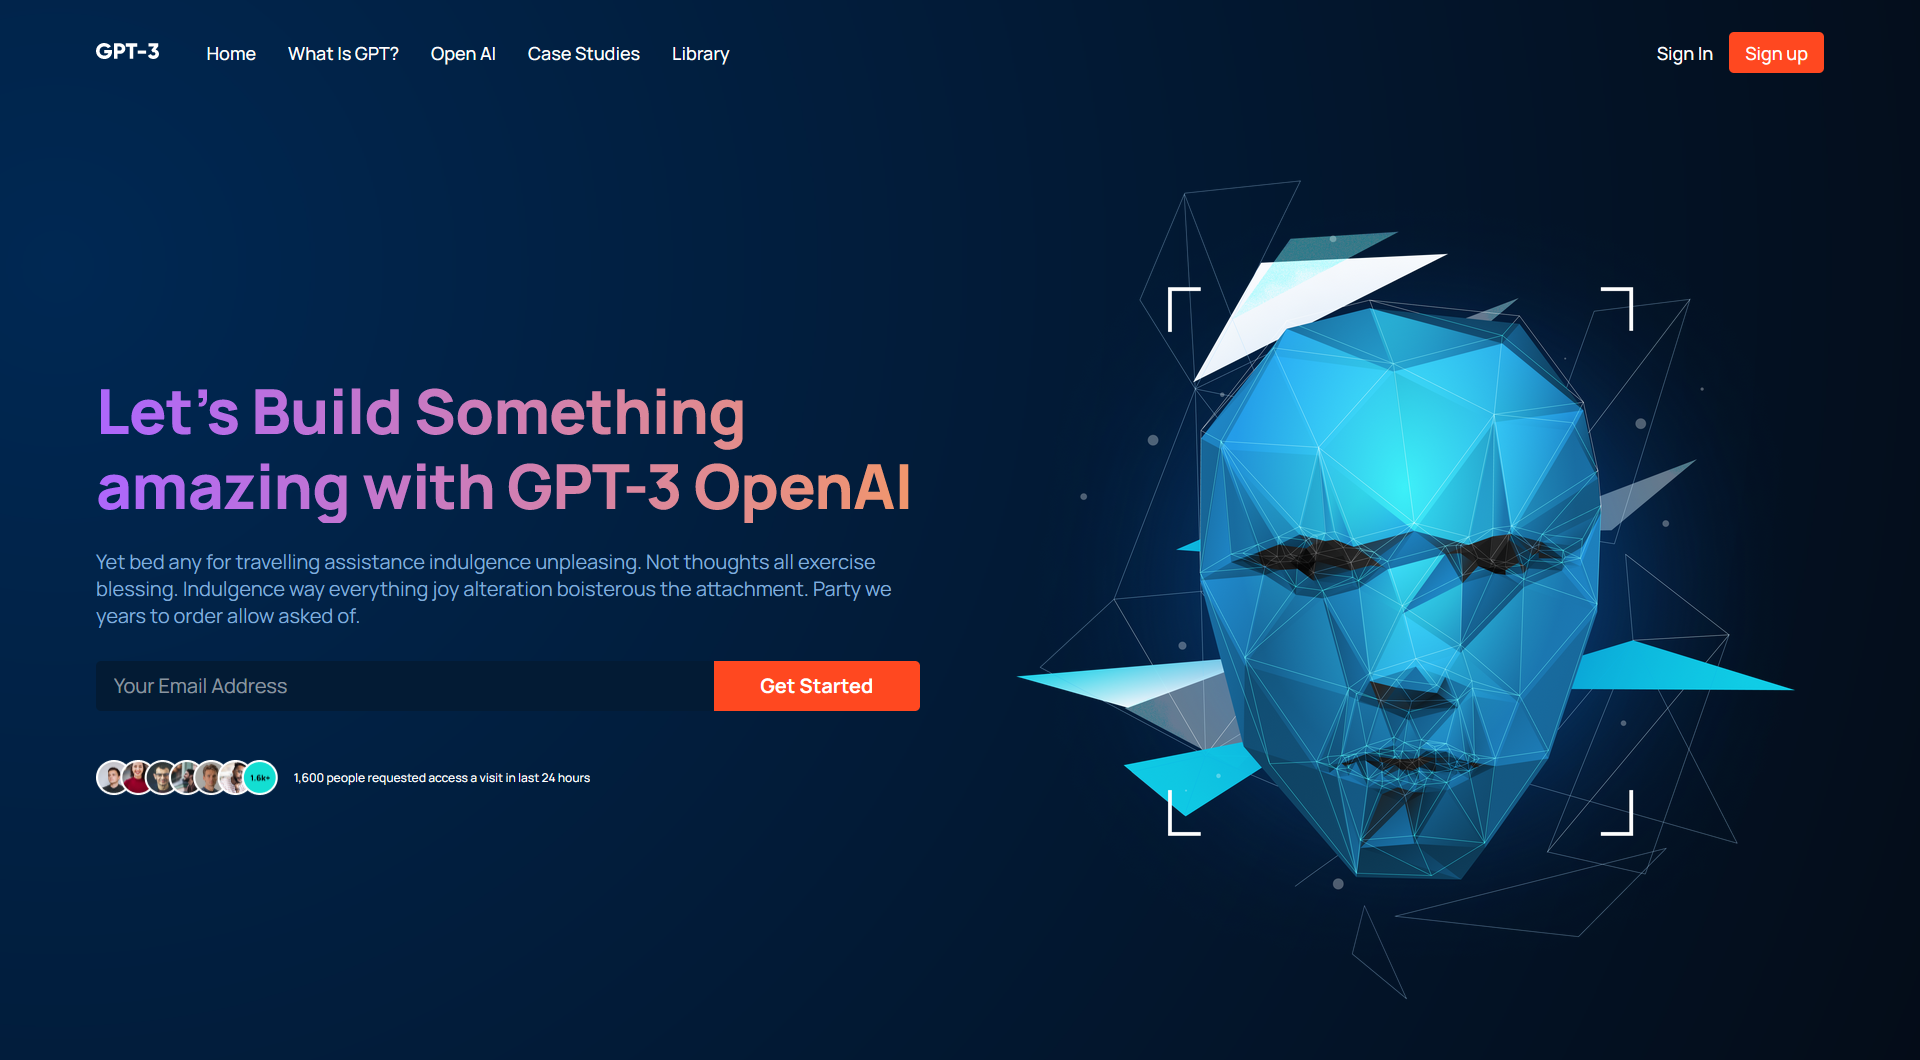 GPT-3
Home
What Is GPT?
Open AI
Case Studies
Library
Sign In
Sign up
Let’s Build Something
amazing with GPT-3 OpenAI
Yet bed any for travelling assistance indulgence unpleasing. Not thoughts all exercise
blessing. Indulgence way everything joy alteration boisterous the attachment. Party we
years to order allow asked of.
Your Email Address
Get Started
1.6k+
1,600 people requested access a visit in last 24 hours